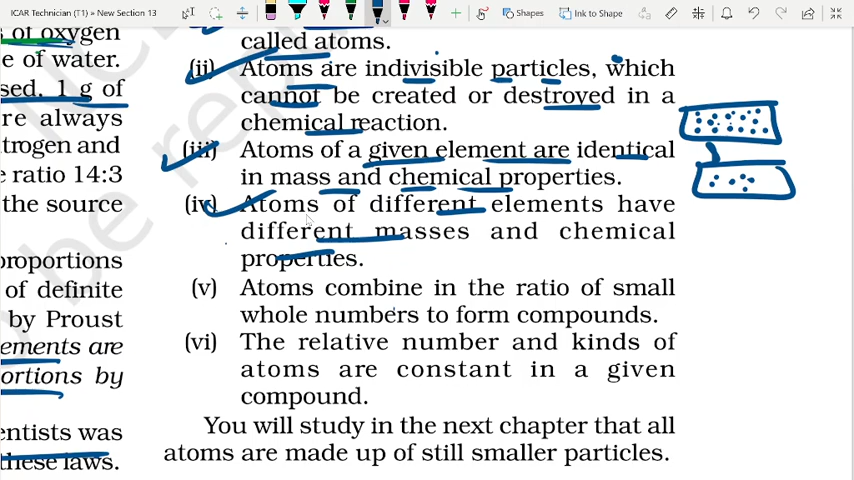 ICAR Technician (T1) » New Section 13
Shapes
Ink to Shape
s of oxygen
e of water.
sed. 1 g of
re always
trogen and
e ratio 14:3
the source
proportions
of definite
by Proust
ements are
ortions by
entists was
these laws.
called atoms.
(ii) Atoms are indivisible particles, which
cannot be created or destroyed in a
chemical reaction.
(iii) Atoms of a given element are identical
in mass and chemical properties.
(iv) Atoms of different elements have
different masses and chemical
properties.
(v) Atoms combine in the ratio of small
whole numbers to form compounds.
(vi) The relative number and kinds of
atoms are constant in a given
compound.
You will study in the next chapter that all
atoms are made up of still smaller particles.